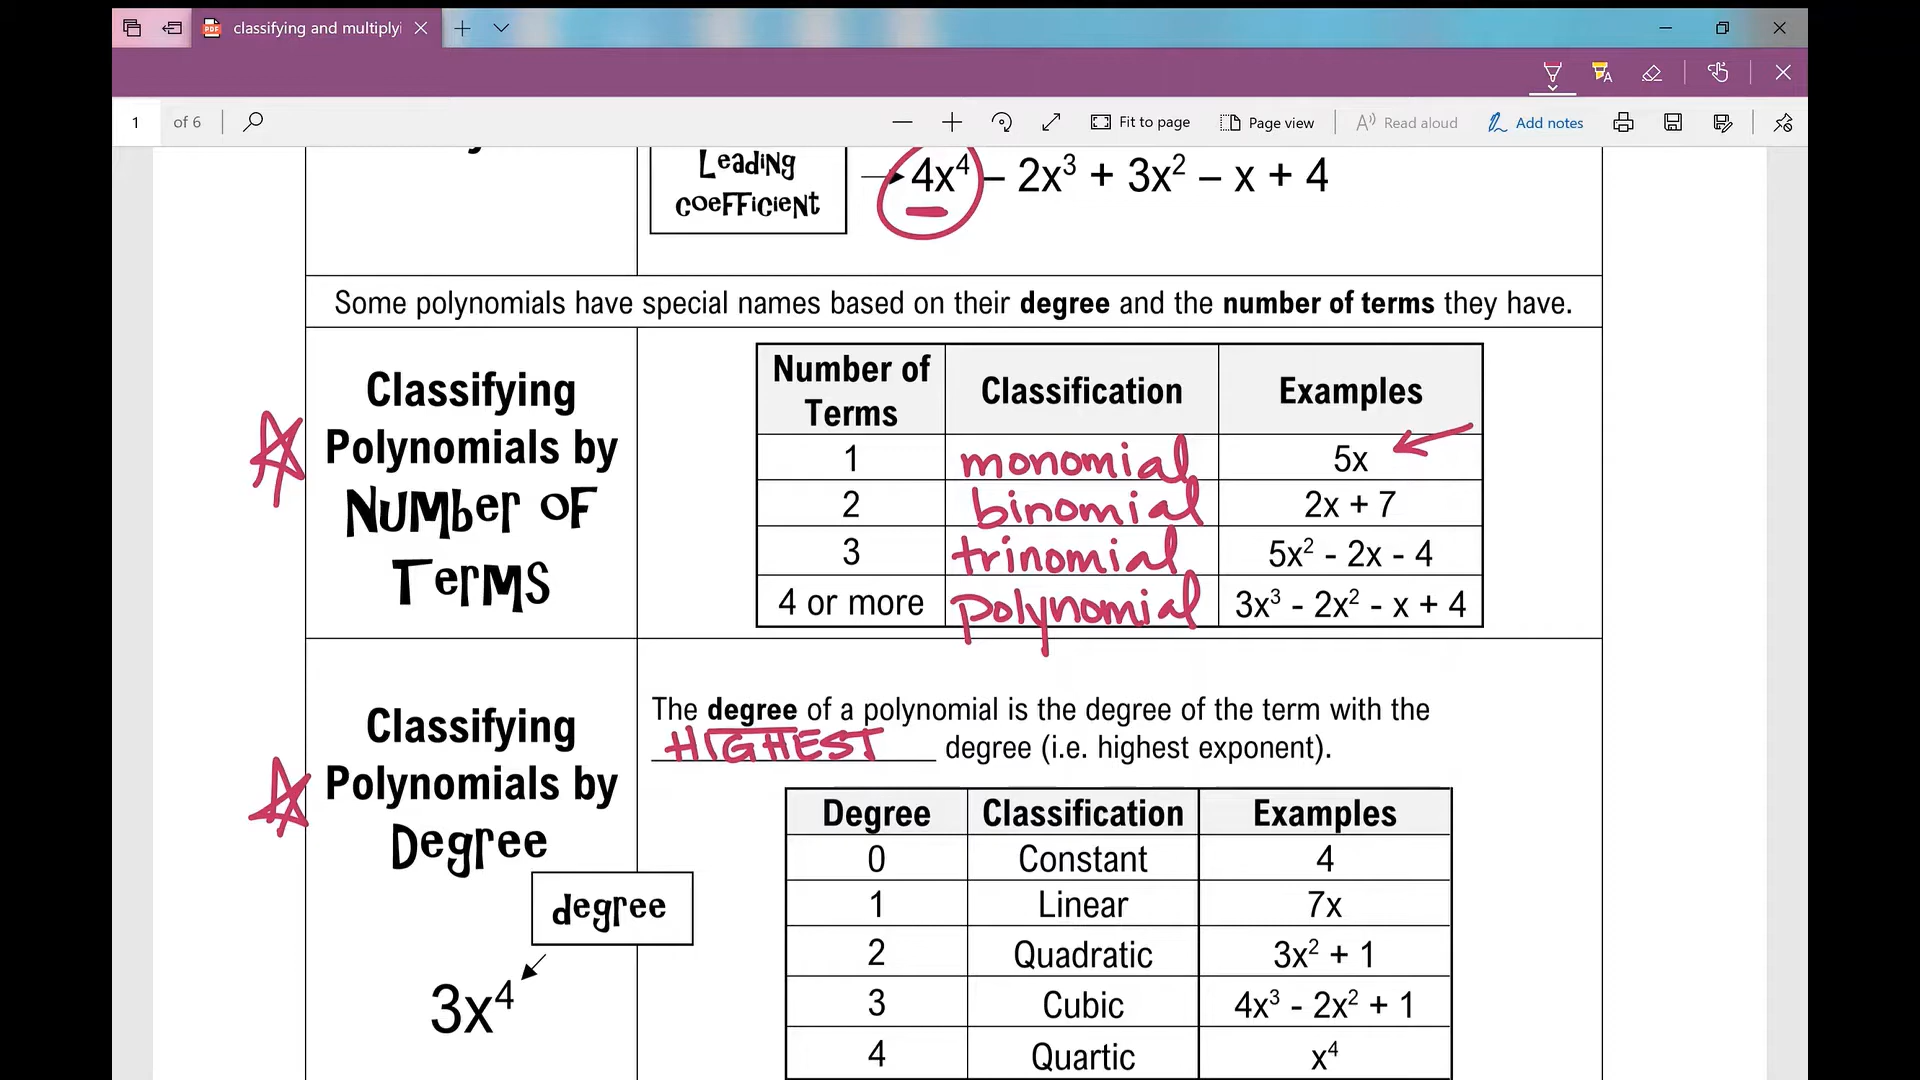 classifying and multiplyi
1 of 6
Fit to page
Page view
Read aloud
Add notes
Leading
coefficient
4x⁴ – 2x³ + 3x² – x + 4
Some polynomials have special names based on their degree and the number of terms they have.
Classifying
Polynomials by
Number of
Terms
Number of Terms Classification Examples
1 monomial 5x
2 binomial 2x + 7
3 trinomial 5x² - 2x - 4
4 or more polynomial 3x³ - 2x² - x + 4
Classifying
Polynomials by
Degree
degree
3x⁴
The degree of a polynomial is the degree of the term with the
HIGHEST degree (i.e. highest exponent).
Degree Classification Examples
0 Constant 4
1 Linear 7x
2 Quadratic 3x² + 1
3 Cubic 4x³ - 2x² + 1
4 Quartic x⁴